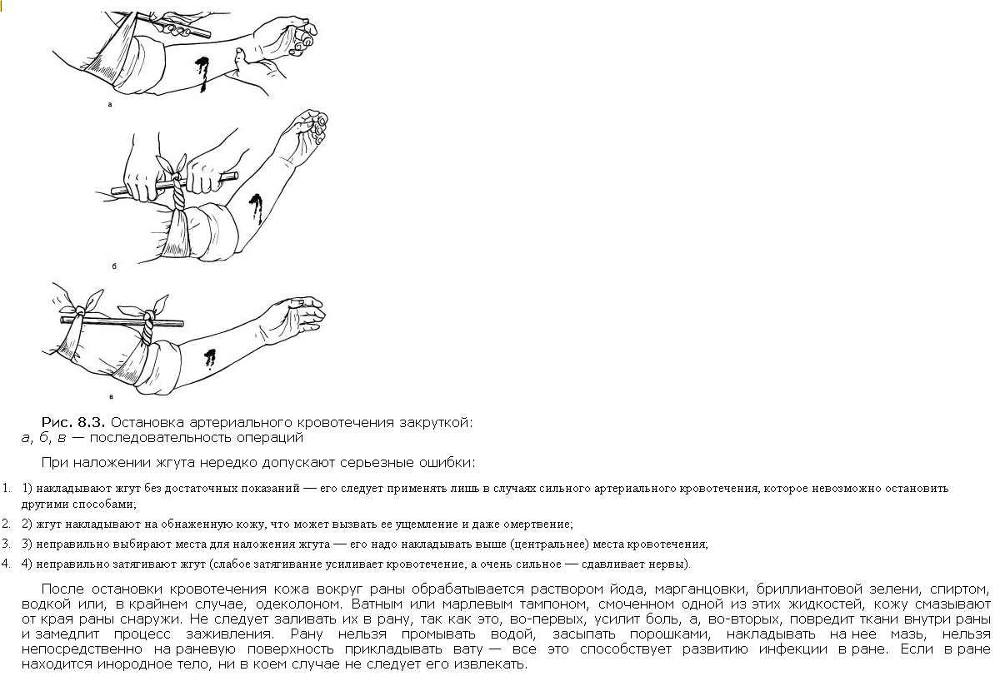 а
б
в
Рис. 8.3. Остановка артериального кровотечения закруткой:
а, б, в — последовательность операций
При наложении жгута нередко допускают серьезные ошибки:
1. 1) накладывают жгут без достаточных показаний — его следует применять лишь в случаях сильного артериального кровотечения, которое невозможно остановить
другими способами;
2. 2) жгут накладывают на обнаженную кожу, что может вызвать ее ущемление и даже омертвение;
3. 3) неправильно выбирают места для наложения жгута — его надо накладывать выше (центральнее) места кровотечения;
4. 4) неправильно затягивают жгут (слабое затягивание усиливает кровотечение, а очень сильное — сдавливает нервы).
После остановки кровотечения кожа вокруг раны обрабатывается раствором йода, марганцовки, бриллиантовой зелени, спиртом,
водкой или, в крайнем случае, одеколоном. Ватным или марлевым тампоном, смоченном одной из этих жидкостей, кожу смазывают
от края раны снаружи. Не следует заливать их в рану, так как это, во-первых, усилит боль, а, во-вторых, повредит ткани внутри раны
и замедлит процесс заживления. Рану нельзя промывать водой, засыпать порошками, накладывать на нее мазь, нельзя
непосредственно на раневую поверхность прикладывать вату — все это способствует развитию инфекции в ране. Если в ране
находится инородное тело, ни в коем случае не следует его извлекать.